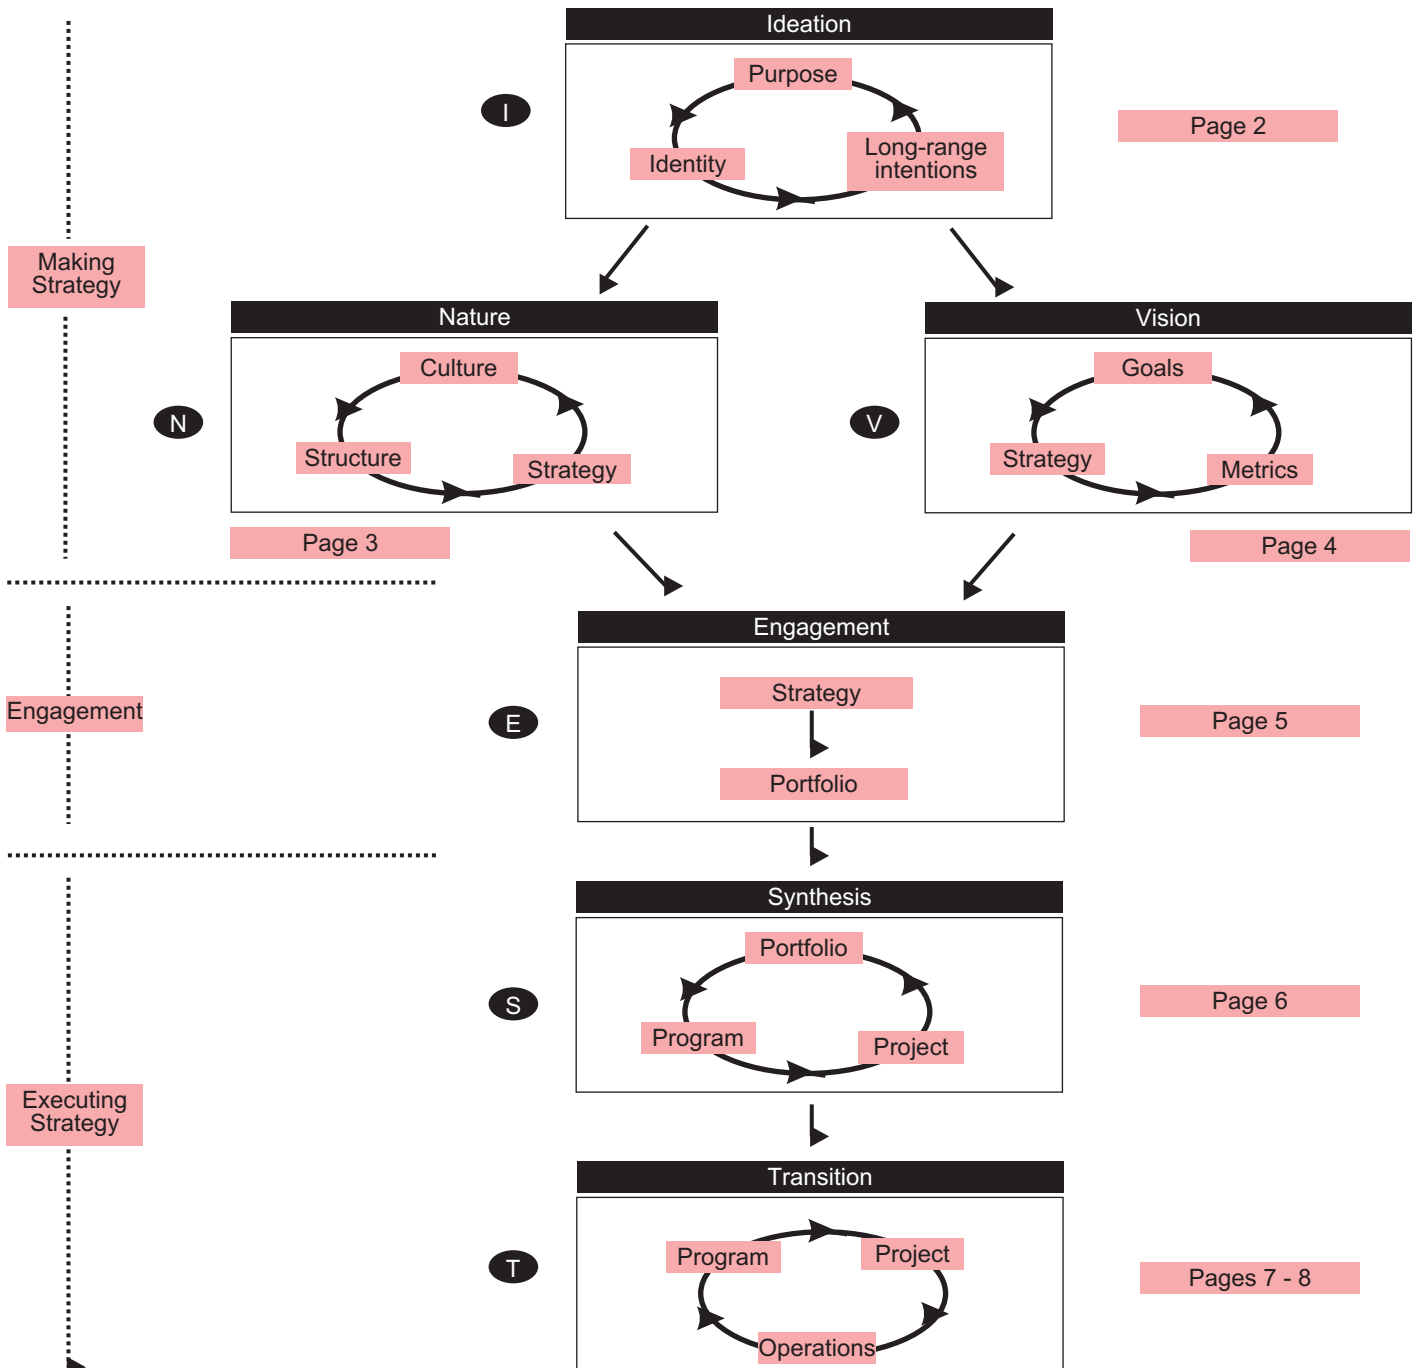 Ideation
Purpose
I
Page 2
Long-range
intentions
Identity
Making
Strategy
Nature
Vision
Culture
Goals
N
V
Structure
Strategy
Strategy
Metrics
Page 3
Page 4
Engagement
Strategy
Engagement
E
Page 5
Portfolio
Synthesis
Portfolio
S
Page 6
Program
Project
Executing
Strategy
Transition
Program
Project
T
Pages 7 - 8
Operations